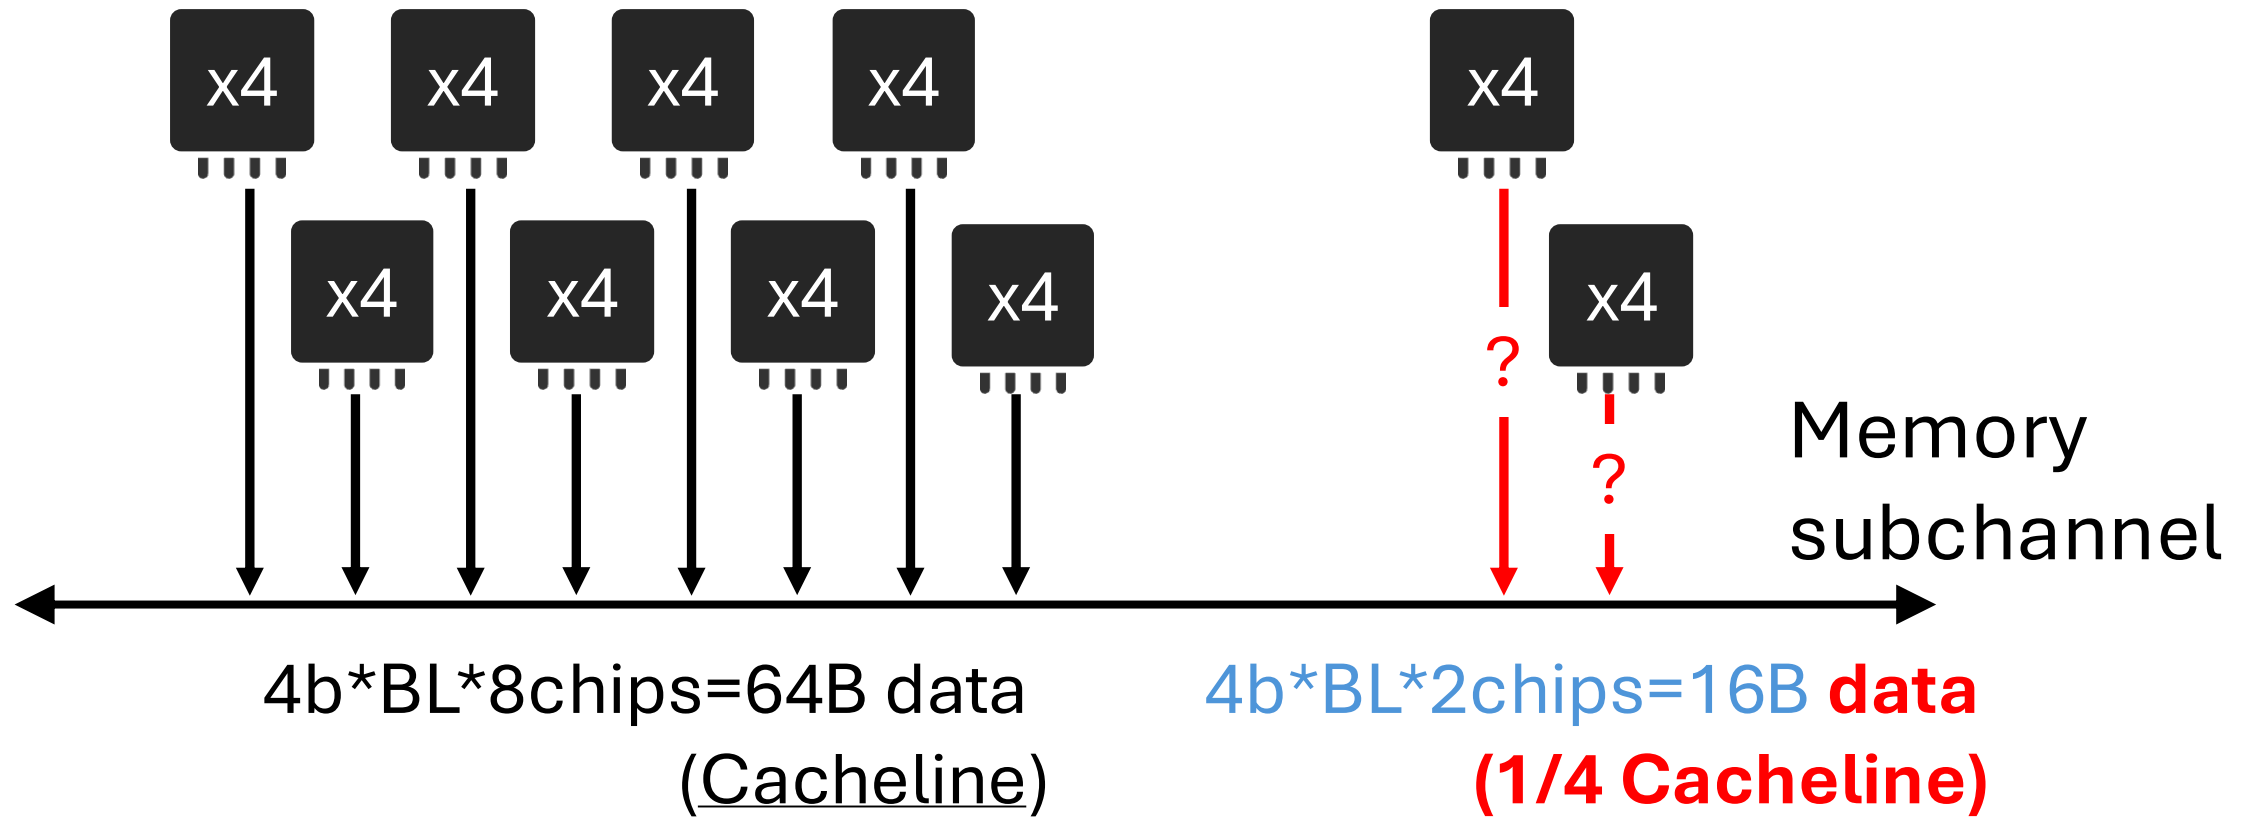 x4 x4 x4 x4 x4
x4 x4 x4 x4 x4
?
?
Memory
subchannel
4b*BL*8chips=64B data
(Cacheline)
4b*BL*2chips=16B data
(1/4 Cacheline)